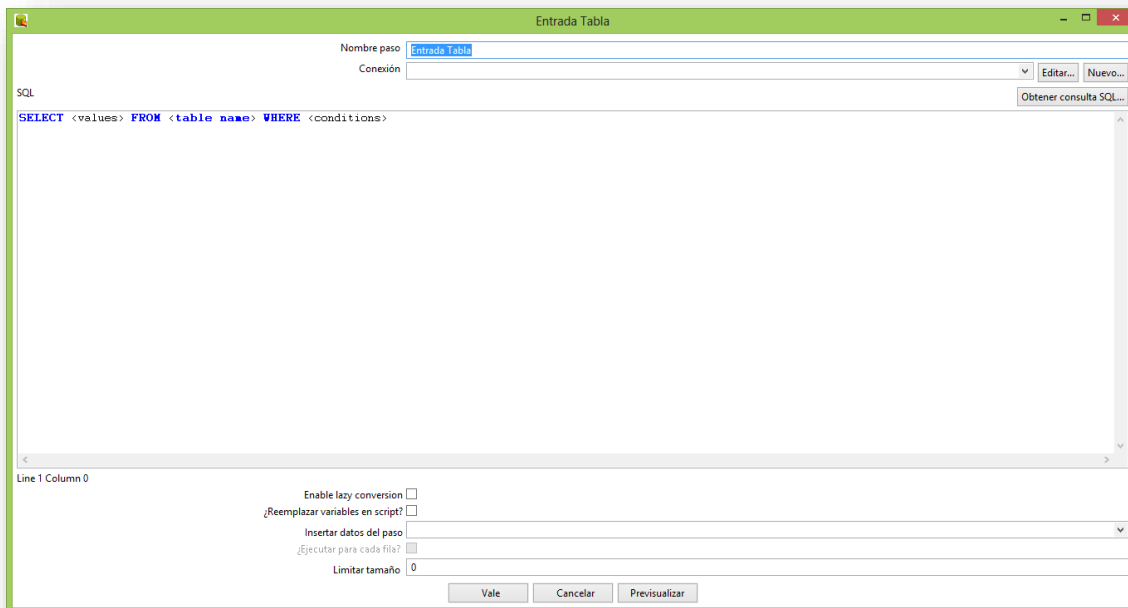 Entrada Tabla
Nombre paso Entrada Tabla
Conexión Editar... Nuevo...
SQL Obtener consulta SQL...
SELECT <values> FROM <table name> WHERE <conditions>
Line 1 Column 0
Enable lazy conversion
¿Reemplazar variables en script?
Insertar datos del paso
¿Ejecutar para cada fila?
Limitar tamaño 0
Vale Cancelar Previsualizar